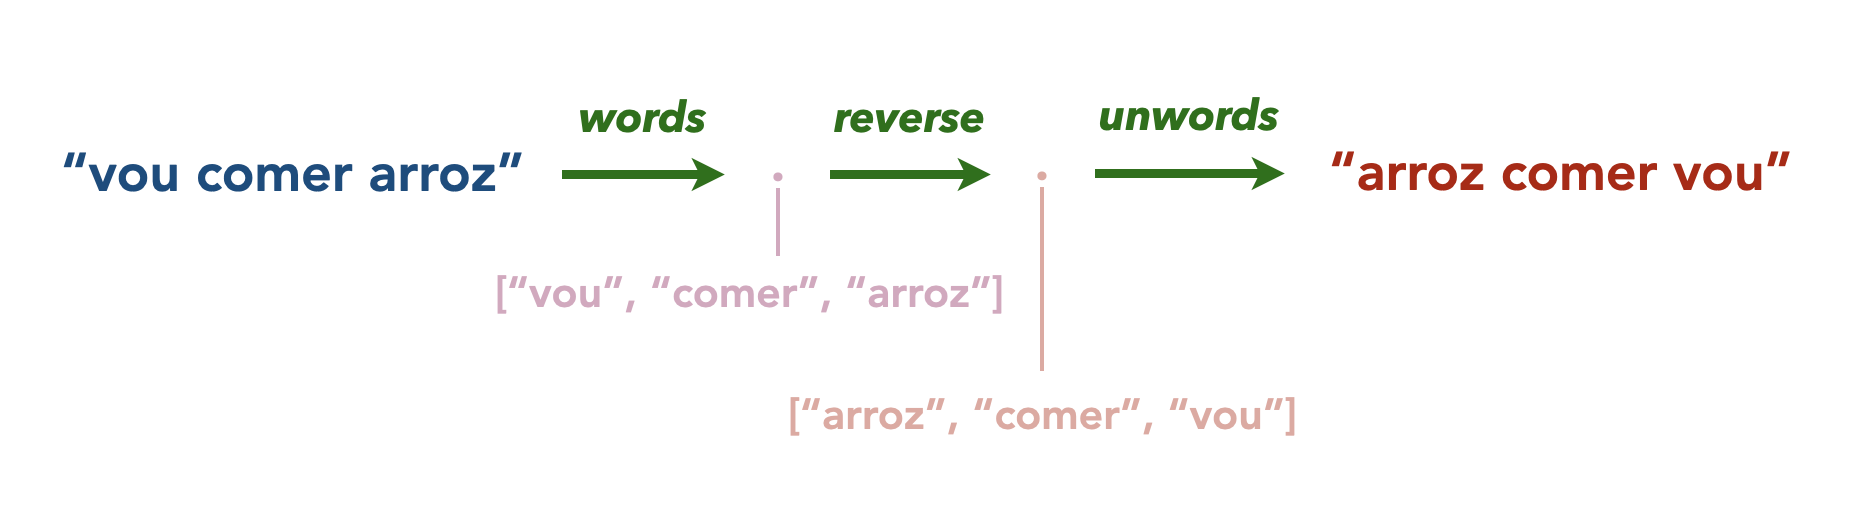 words reverse unwords
“vou comer arroz” “arroz comer vou”
[“vou”, “comer”, “arroz”]
[“arroz”, “comer”, “vou”]